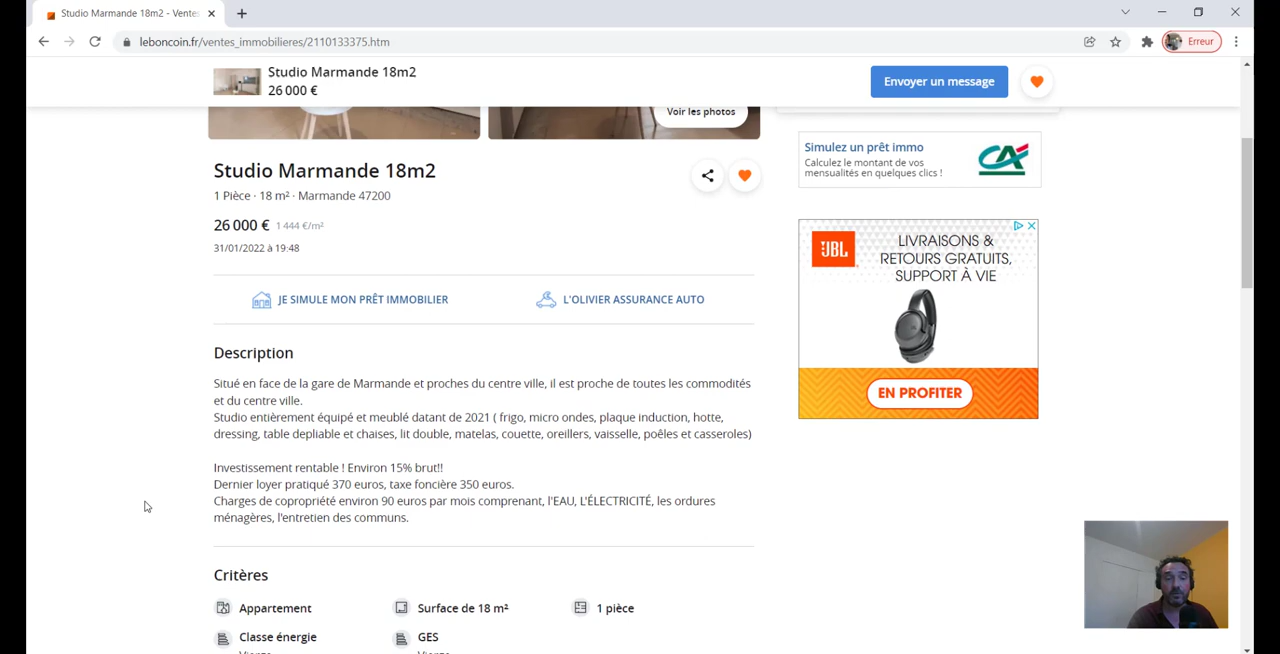 Studio Marmande 18m2 - Ventes
leboncoin.fr/ventes_immobilieres/2110133375.htm
Erreur
Studio Marmande 18m2
26 000 €
Envoyer un message
Voir les photos
Studio Marmande 18m2
1 Pièce · 18 m² · Marmande 47200
26 000 € 1 444 €/m²
31/01/2022 à 19:48
JE SIMULE MON PRÊT IMMOBILIER
L'OLIVIER ASSURANCE AUTO
Description
Situé en face de la gare de Marmande et proches du centre ville, il est proche de toutes les commodités
et du centre ville.
Studio entièrement équipé et meublé datant de 2021 ( frigo, micro ondes, plaque induction, hotte,
dressing, table depliable et chaises, lit double, matelas, couette, oreillers, vaisselle, poêles et casseroles)
Investissement rentable ! Environ 15% brut!!
Dernier loyer pratiqué 370 euros, taxe foncière 350 euros.
Charges de copropriété environ 90 euros par mois comprenant, l'EAU, L'ÉLECTRICITÉ, les ordures
ménagères, l'entretien des communs.
Critères
Appartement
Surface de 18 m²
1 pièce
Classe énergie
GES
Simulez un prêt immo
Calculez le montant de vos
mensualités en quelques clics !
CA
JBL
LIVRAISONS &
RETOURS GRATUITS,
SUPPORT À VIE
EN PROFITER